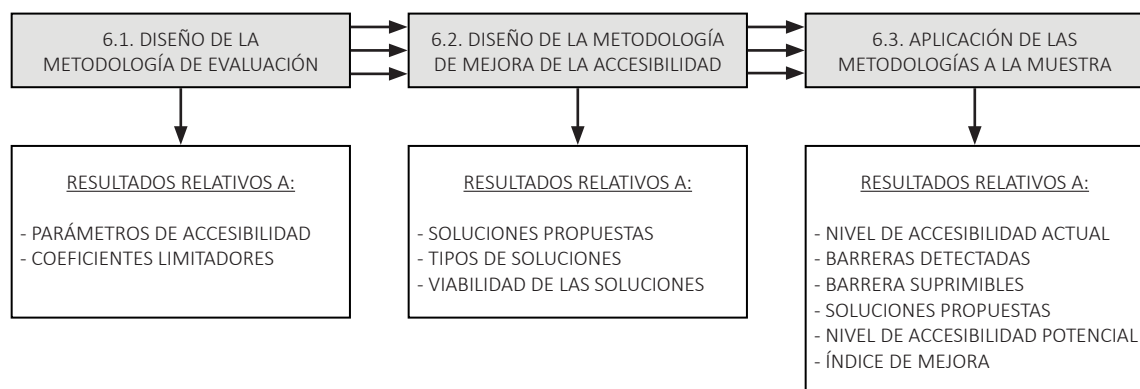 6.1. DISEÑO DE LA
METODOLOGÍA DE EVALUACIÓN
6.2. DISEÑO DE LA METODOLOGÍA
DE MEJORA DE LA ACCESIBILIDAD
6.3. APLICACIÓN DE LAS
METODOLOGÍAS A LA MUESTRA
RESULTADOS RELATIVOS A:
- PARÁMETROS DE ACCESIBILIDAD
- COEFICIENTES LIMITADORES
RESULTADOS RELATIVOS A:
- SOLUCIONES PROPUESTAS
- TIPOS DE SOLUCIONES
- VIABILIDAD DE LAS SOLUCIONES
RESULTADOS RELATIVOS A:
- NIVEL DE ACCESIBILIDAD ACTUAL
- BARRERAS DETECTADAS
- BARRERA SUPRIMIBLES
- SOLUCIONES PROPUESTAS
- NIVEL DE ACCESIBILIDAD POTENCIAL
- ÍNDICE DE MEJORA